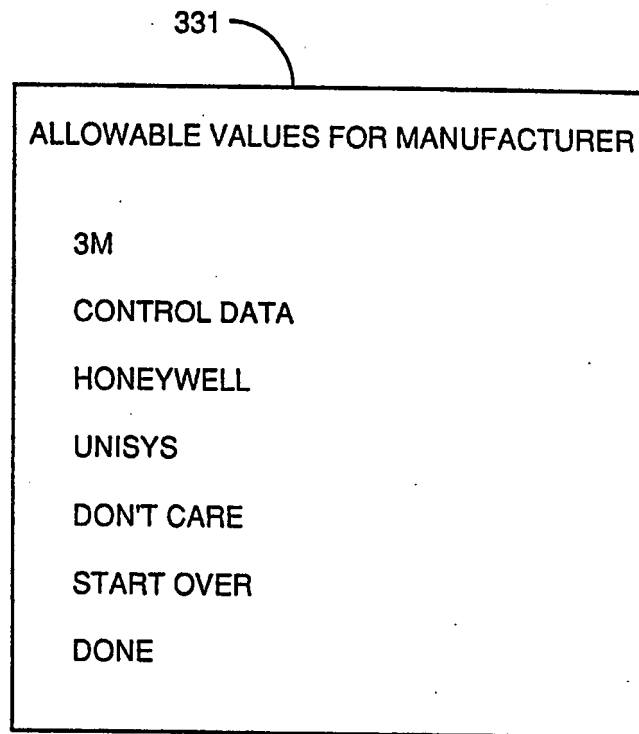 331
ALLOWABLE VALUES FOR MANUFACTURER
3M
CONTROL DATA
HONEYWELL
UNISYS
DON'T CARE
START OVER
DONE